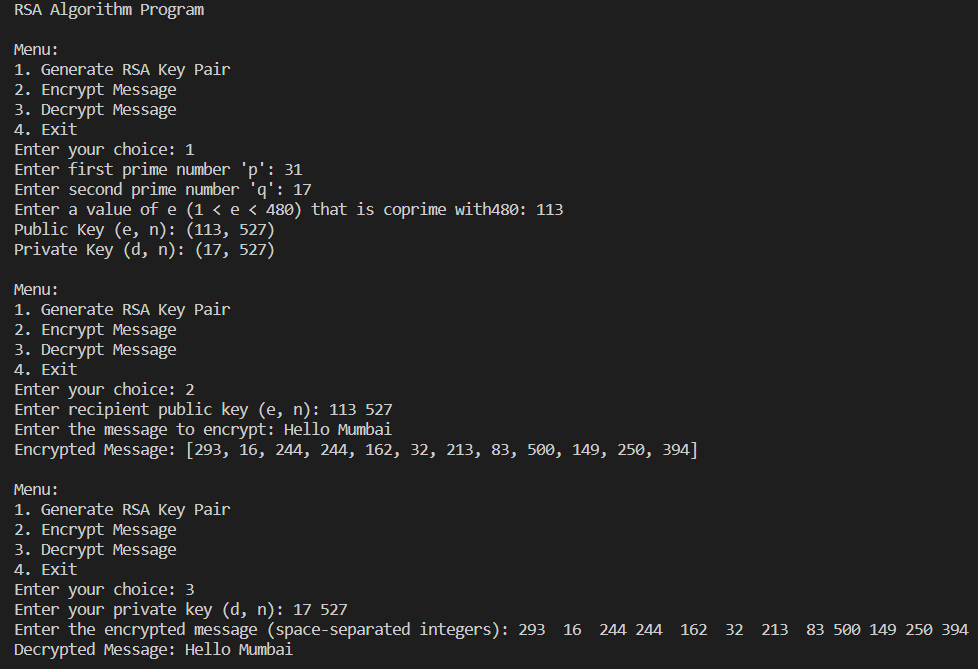 RSA Algorithm Program
Menu:
1. Generate RSA Key Pair
2. Encrypt Message
3. Decrypt Message
4. Exit
Enter your choice: 1
Enter first prime number 'p': 31
Enter second prime number 'q': 17
Enter a value of e (1 < e < 480) that is coprime with480: 113
Public Key (e, n): (113, 527)
Private Key (d, n): (17, 527)
Menu:
1. Generate RSA Key Pair
2. Encrypt Message
3. Decrypt Message
4. Exit
Enter your choice: 2
Enter recipient public key (e, n): 113 527
Enter the message to encrypt: Hello Mumbai
Encrypted Message: [293, 16, 244, 244, 162, 32, 213, 83, 500, 149, 250, 394]
Menu:
1. Generate RSA Key Pair
2. Encrypt Message
3. Decrypt Message
4. Exit
Enter your choice: 3
Enter your private key (d, n): 17 527
Enter the encrypted message (space-separated integers): 293  16  244 244  162  32  213  83 500 149 250 394
Decrypted Message: Hello Mumbai